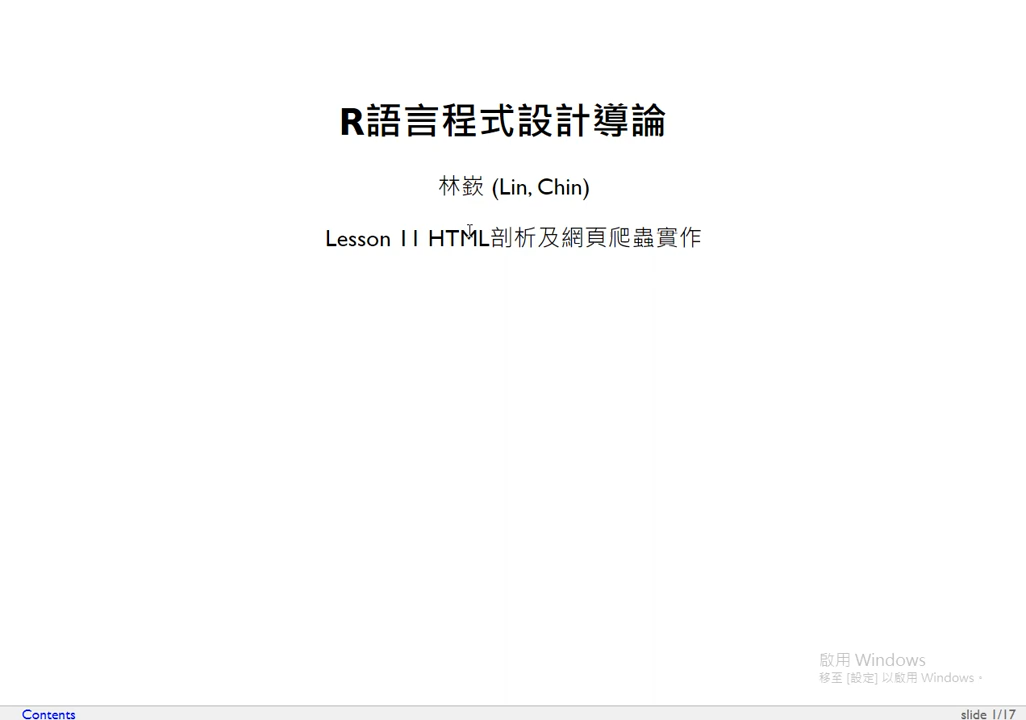 R語言程式設計導論
林嶔 (Lin, Chin)
Lesson 11 HTML剖析及網頁爬蟲實作
啟用 Windows
移至 [設定] 以啟用 Windows。
Contents
slide 1/17